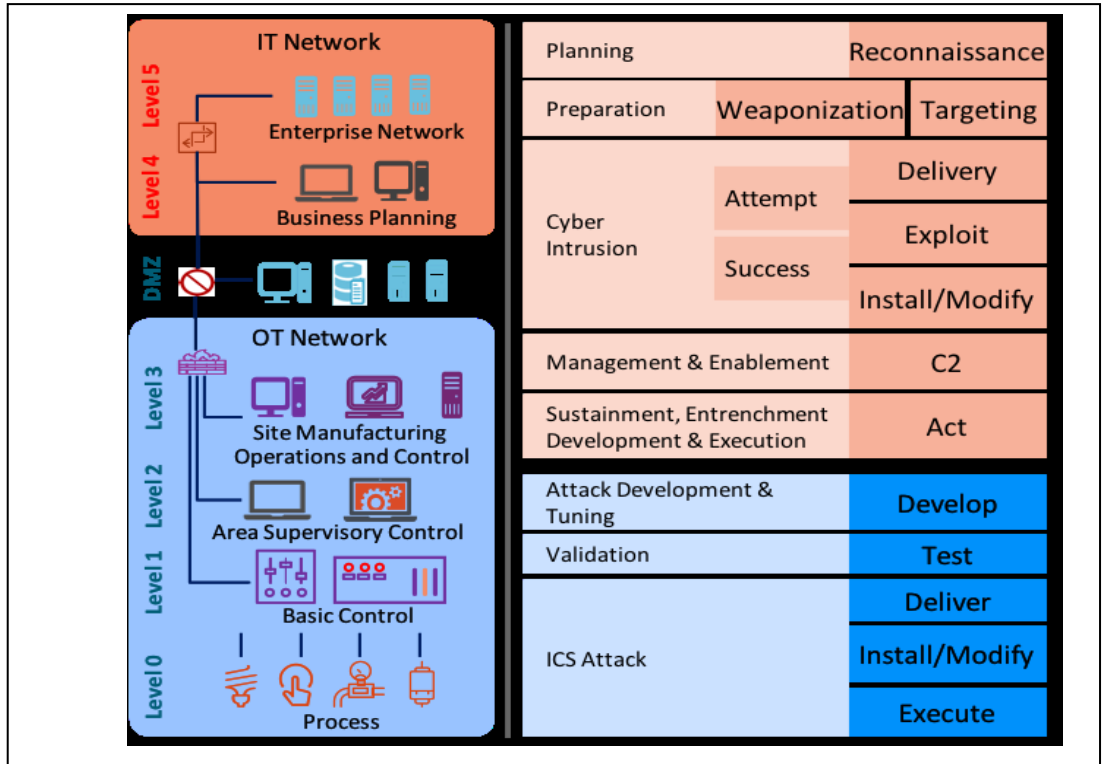 IT Network
Level 5
Enterprise Network
Level 4
Business Planning
DMZ
OT Network
Level 3
Site Manufacturing
Operations and Control
Level 2
Area Supervisory Control
Level 1
Basic Control
Level 0
Process
Planning
Reconnaissance
Preparation
Weaponization
Targeting
Cyber
Intrusion
Attempt
Success
Delivery
Exploit
Install/Modify
Management & Enablement
C2
Sustainment, Entrenchment
Development & Execution
Act
Attack Development &
Tuning
Develop
Validation
Test
ICS Attack
Deliver
Install/Modify
Execute